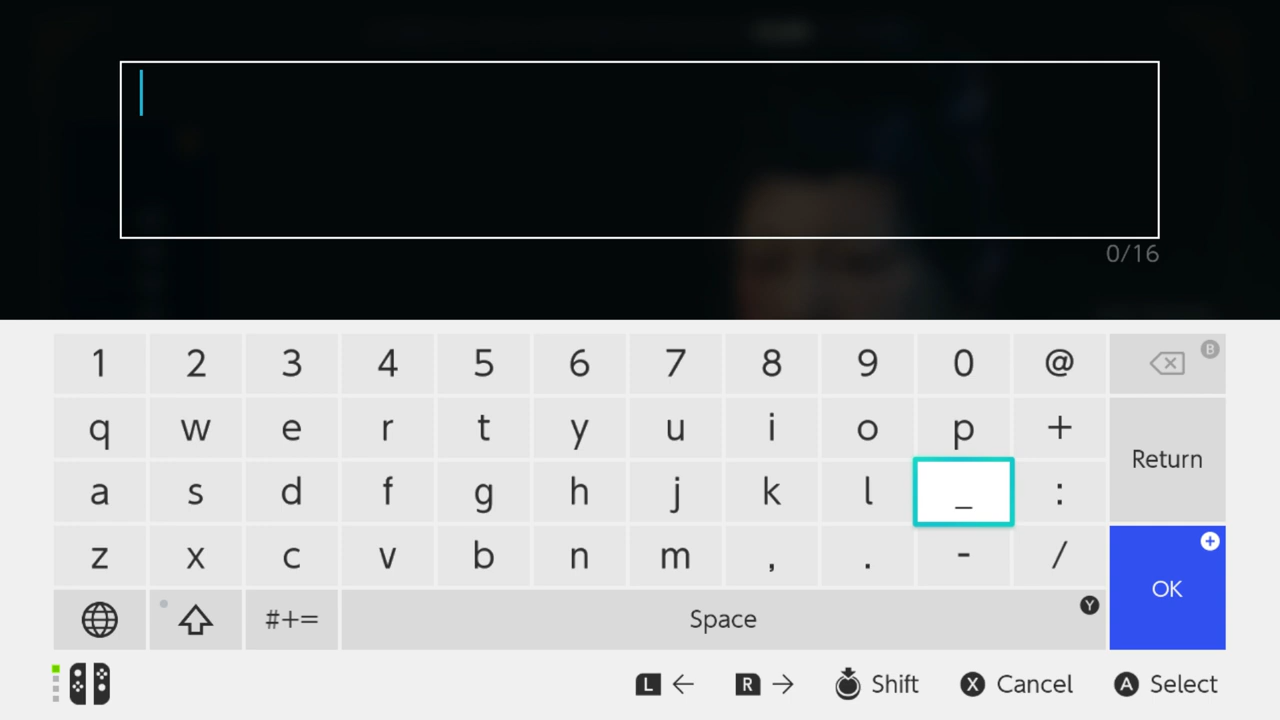 0/16
1 2 3 4 5 6 7 8 9 0 @ B
q w e r t y u i o p +
Return
a s d f g h j k l _ :
z x c v b n m , . - / OK
#+= Space Y
L ← R → Shift X Cancel A Select